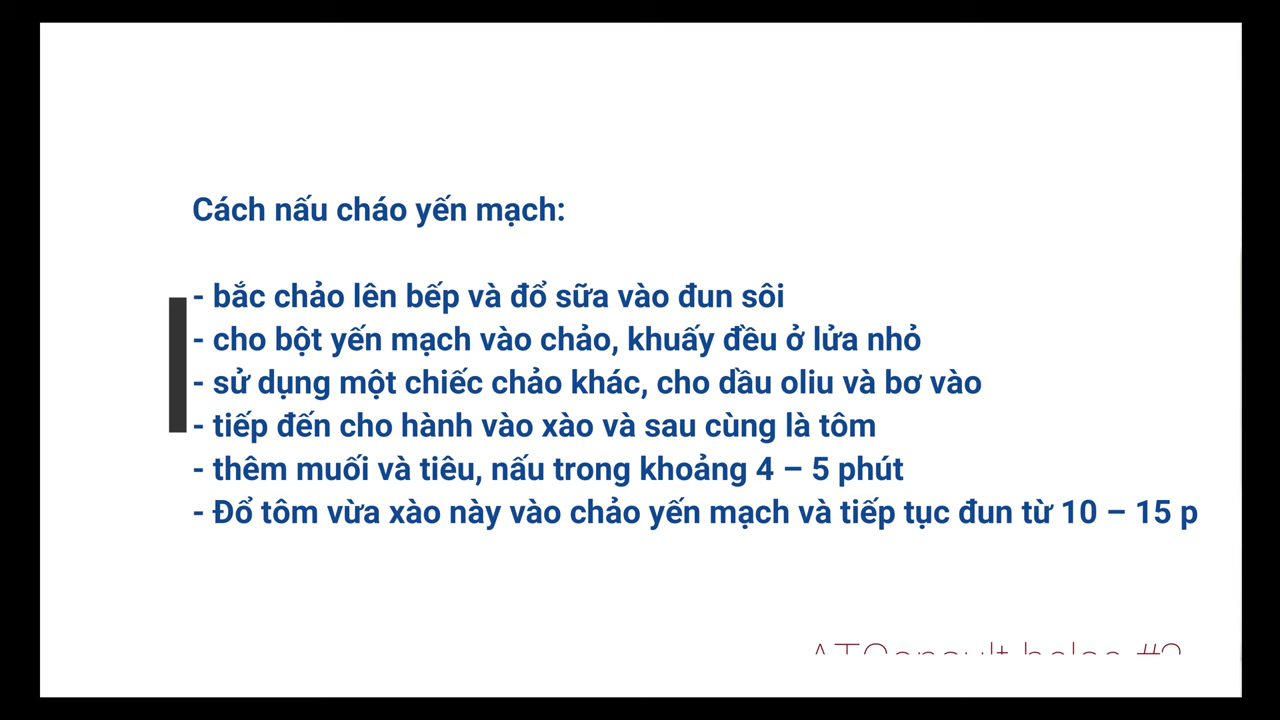 Cách nấu cháo yến mạch:
- bắc chảo lên bếp và đổ sữa vào đun sôi
- cho bột yến mạch vào chảo, khuấy đều ở lửa nhỏ
- sử dụng một chiếc chảo khác, cho dầu oliu và bơ vào
- tiếp đến cho hành vào xào và sau cùng là tôm
- thêm muối và tiêu, nấu trong khoảng 4 – 5 phút
- Đổ tôm vừa xào này vào chảo yến mạch và tiếp tục đun từ 10 – 15 p